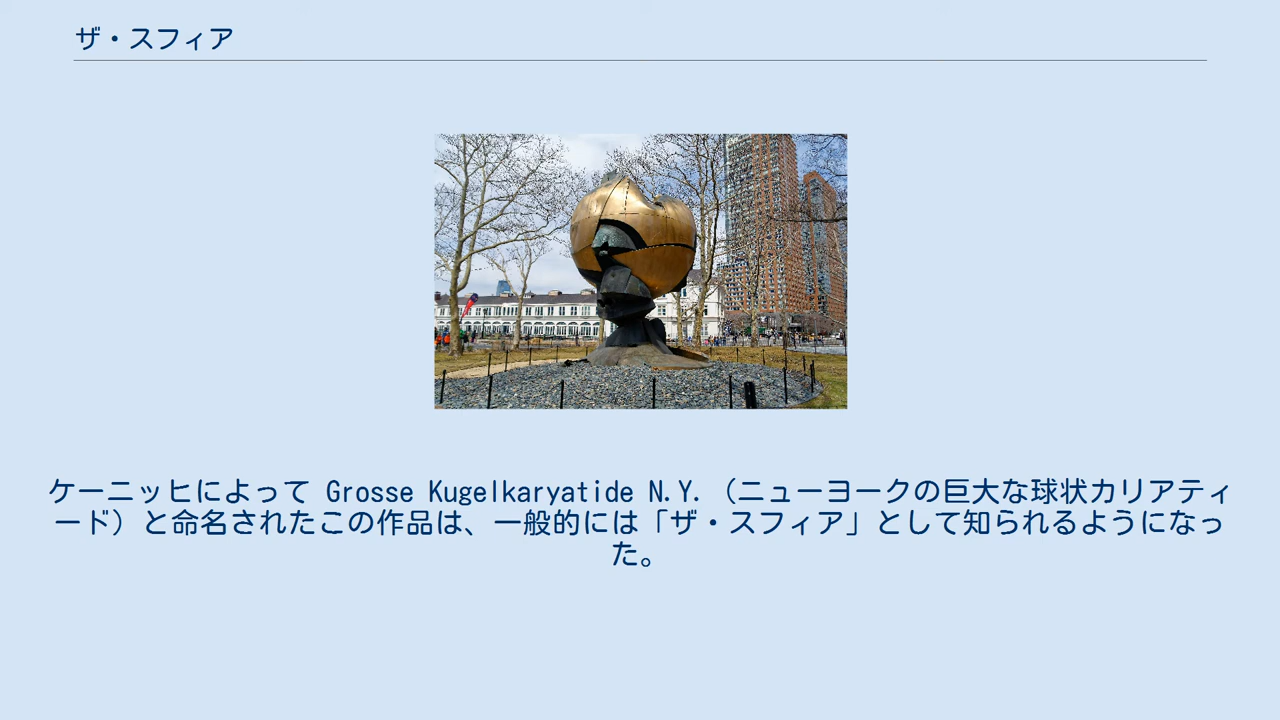 ザ・スフィア
ケーニッヒによって Grosse Kugelkaryatide N.Y.（ニューヨークの巨大な球状カリアティ
ード）と命名されたこの作品は、一般的には「ザ・スフィア」として知られるようになっ
た。